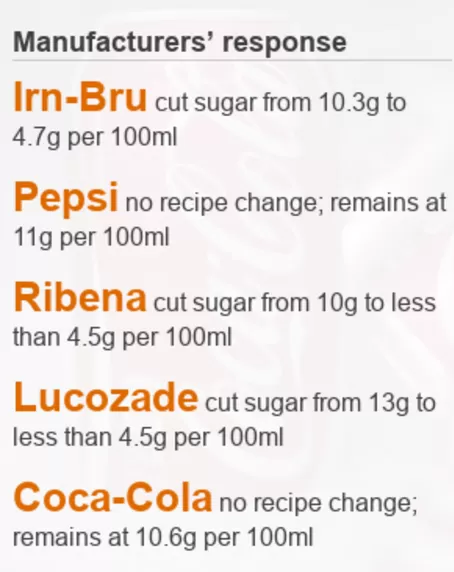 Manufacturers’ response
Irn-Bru cut sugar from 10.3g to
4.7g per 100ml
Pepsi no recipe change; remains at
11g per 100ml
Ribena cut sugar from 10g to less
than 4.5g per 100ml
Lucozade cut sugar from 13g to
less than 4.5g per 100ml
Coca-Cola no recipe change;
remains at 10.6g per 100ml